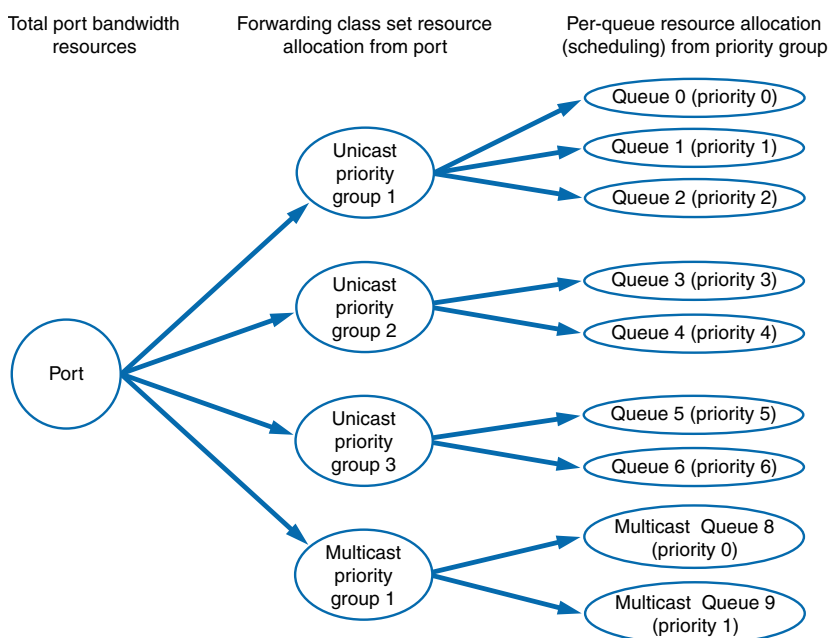 Total port bandwidth
resources
Forwarding class set resource
allocation from port
Per-queue resource allocation
(scheduling) from priority group
Port
Unicast
priority
group 1
Unicast
priority
group 2
Unicast
priority
group 3
Multicast
priority
group 1
Queue 0 (priority 0)
Queue 1 (priority 1)
Queue 2 (priority 2)
Queue 3 (priority 3)
Queue 4 (priority 4)
Queue 5 (priority 5)
Queue 6 (priority 6)
Multicast Queue 8
(priority 0)
Multicast Queue 9
(priority 1)